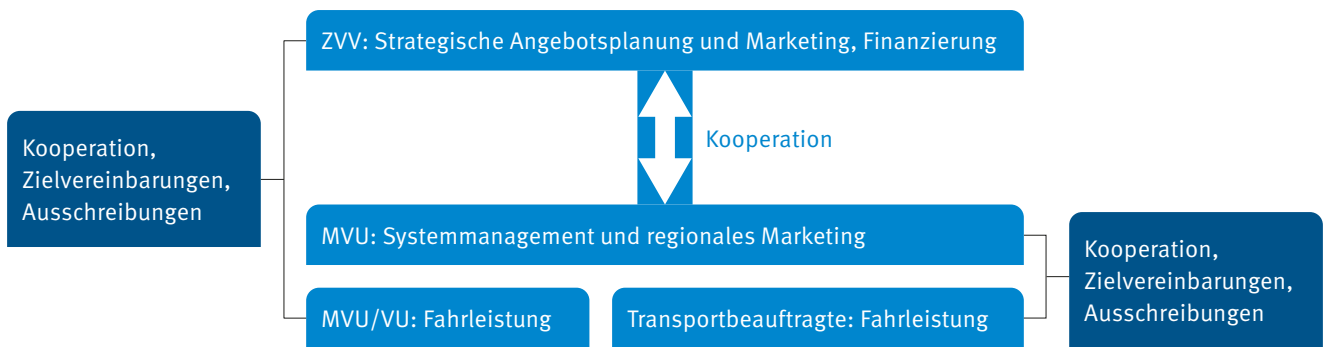 ZVV: Strategische Angebotsplanung und Marketing, Finanzierung
Kooperation,
Zielvereinbarungen,
Ausschreibungen
Kooperation
MVU: Systemmanagement und regionales Marketing
Kooperation,
Zielvereinbarungen,
Ausschreibungen
MVU/VU: Fahrleistung
Transportbeauftragte: Fahrleistung